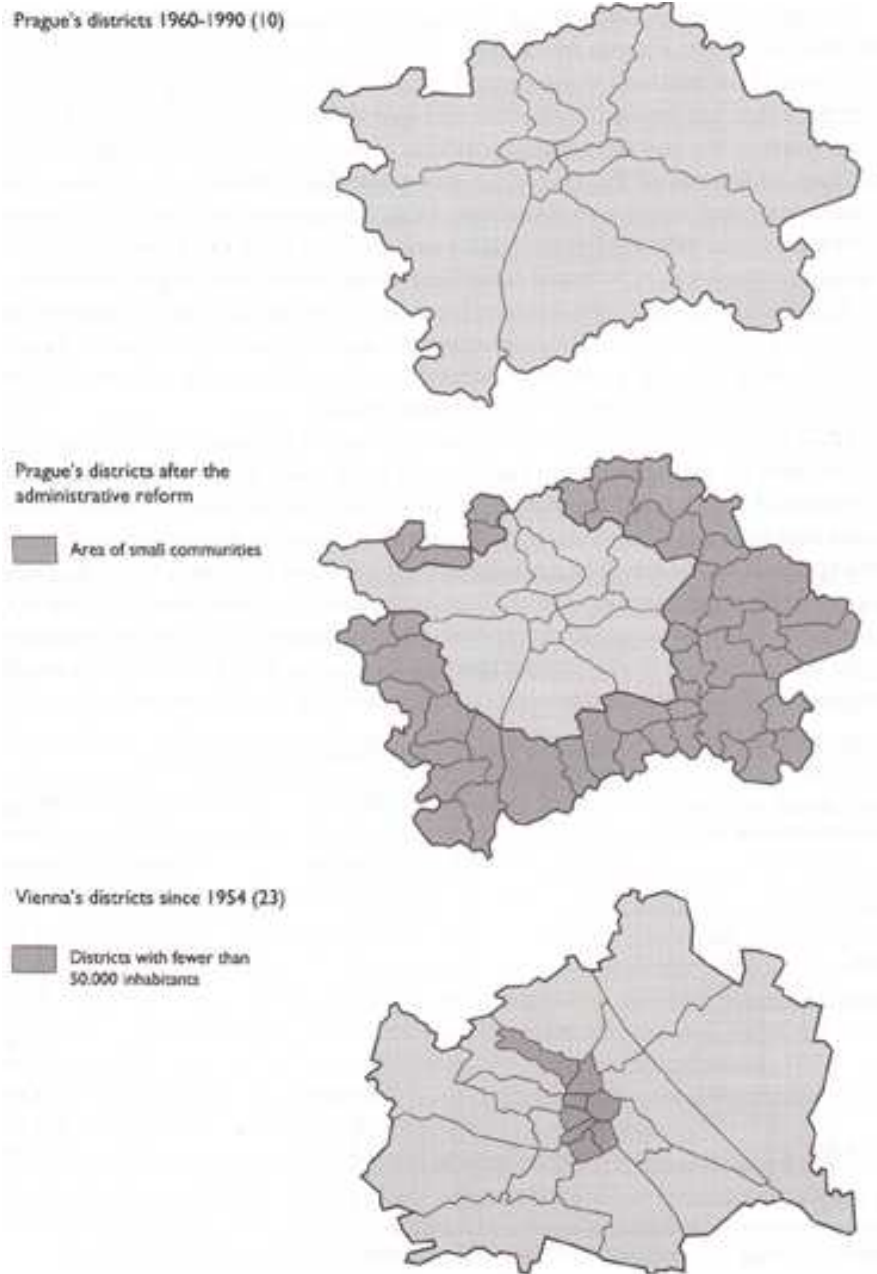 Prague's districts 1960-1990 (10)
Prague's districts after the
administrative reform
Area of small communities
Vienna's districts since 1954 (23)
Districts with fewer than
50.000 inhabitants